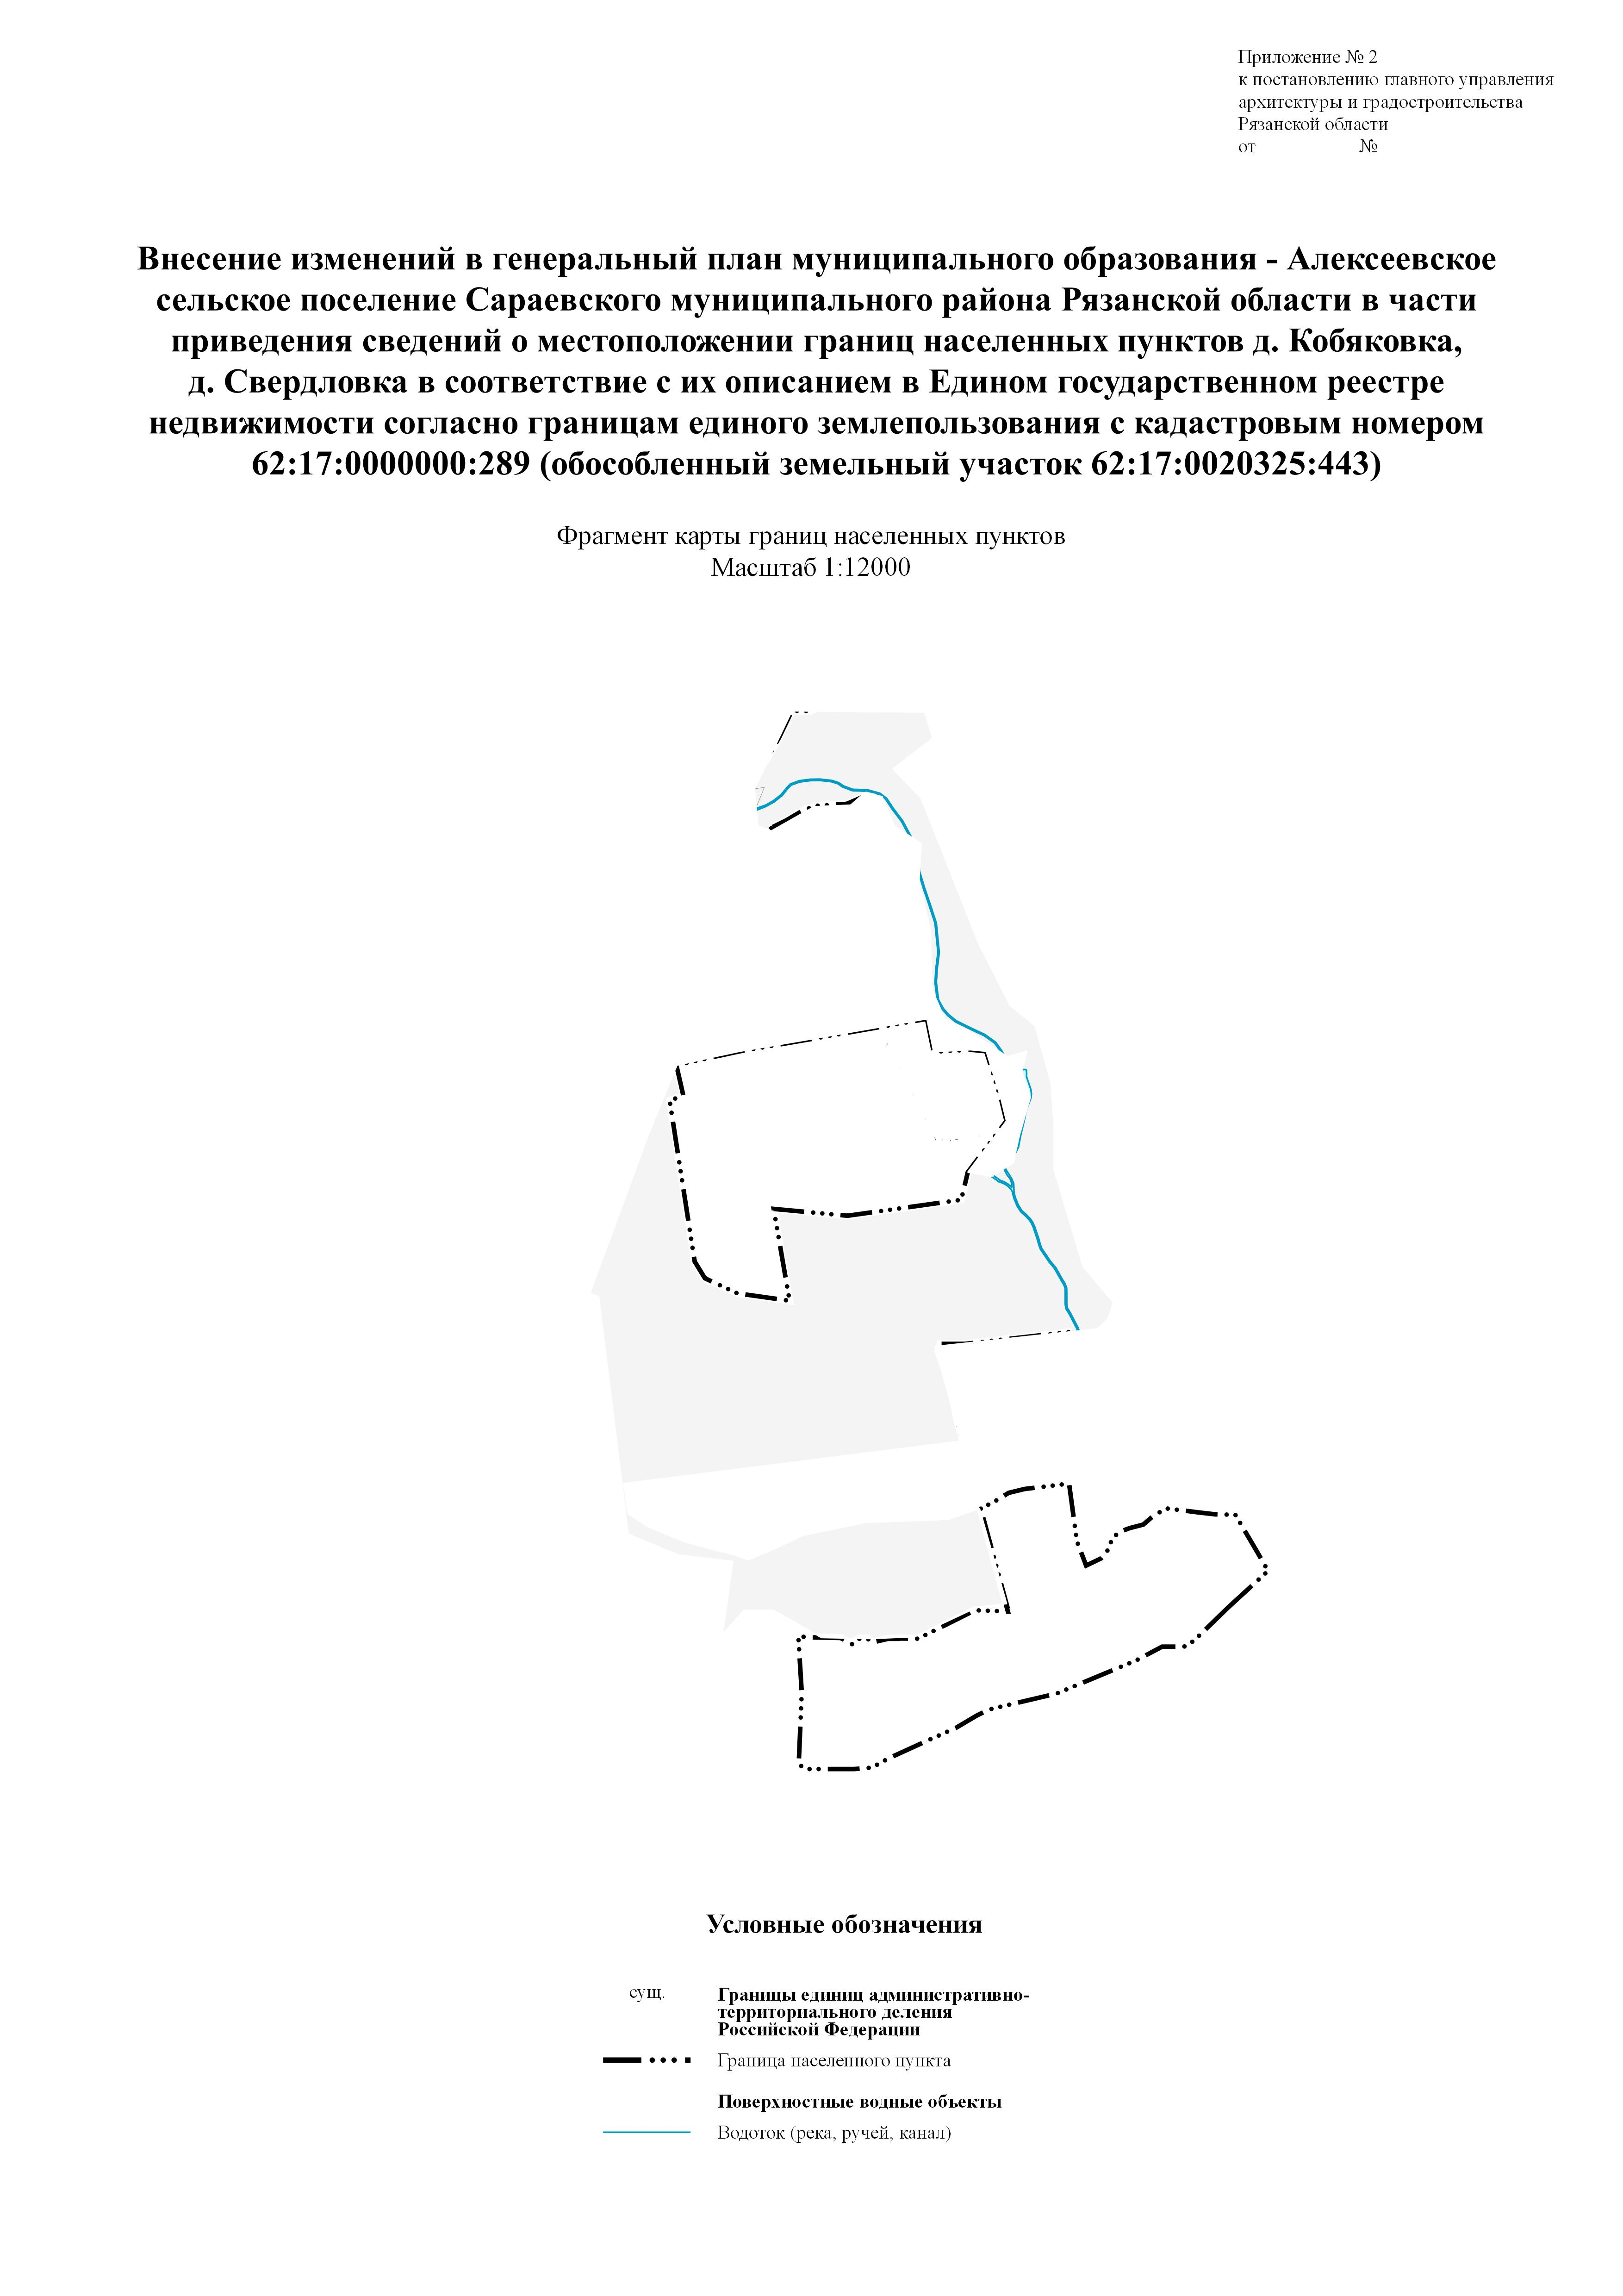 Приложение № 2
к постановлению главного управления
архитектуры и градостроительства
Рязанской области
от №
Внесение изменений в генеральный план муниципального образования - Алексеевское
сельское поселение Сараевского муниципального района Рязанской области в части
приведения сведений о местоположении границ населенных пунктов д. Кобяковка,
д. Свердловка в соответствие с их описанием в Едином государственном реестре
недвижимости согласно границам единого землепользования с кадастровым номером
62:17:0000000:289 (обособленный земельный участок 62:17:0020325:443)
Фрагмент карты границ населенных пунктов
Масштаб 1:12000
Условные обозначения
сущ. Границы единиц административно-
территориального деления
Российской Федерации
Граница населенного пункта
Поверхностные водные объекты
Водоток (река, ручей, канал)